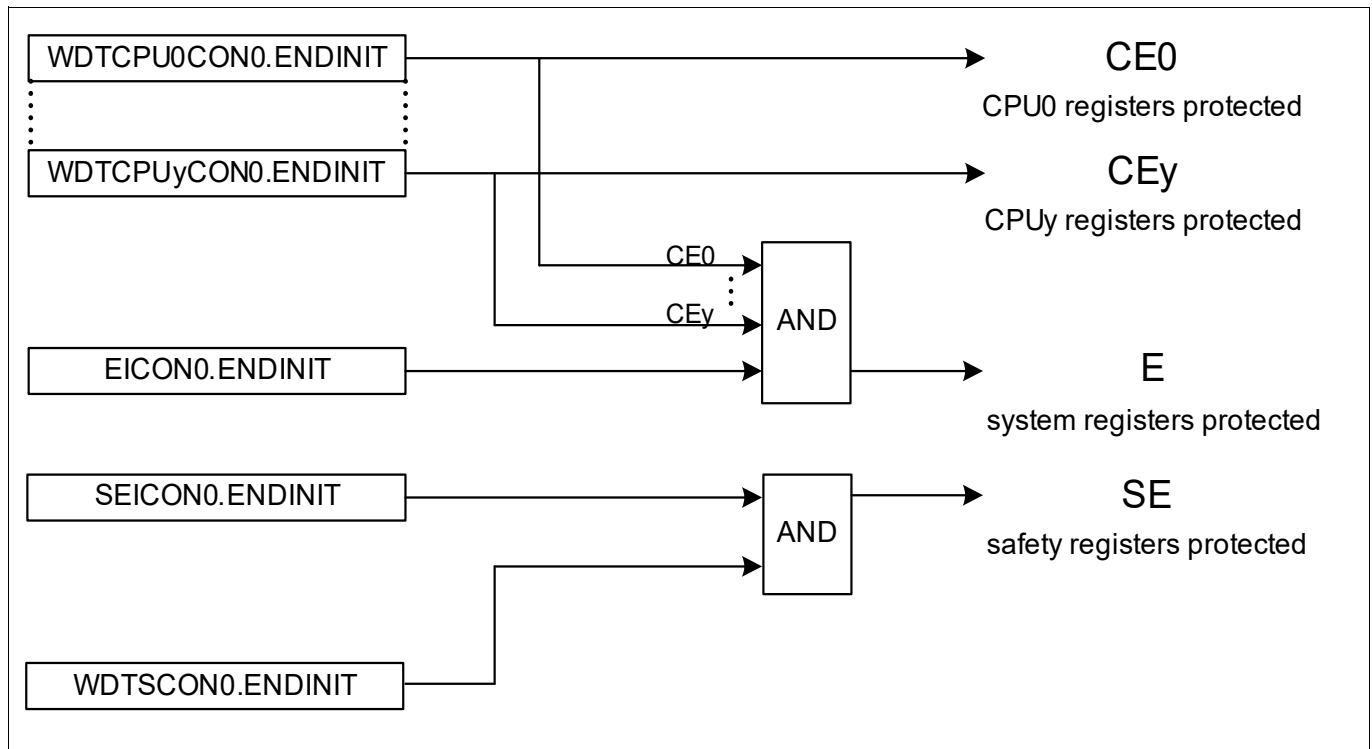 WDTCPU0CON0.ENDINIT
CE0
CPU0 registers protected
WDTCPUyCON0.ENDINIT
CEy
CPUy registers protected
CE0
CEy
AND
EICON0.ENDINIT
E
system registers protected
SEICON0.ENDINIT
SE
AND
safety registers protected
WDTSCON0.ENDINIT